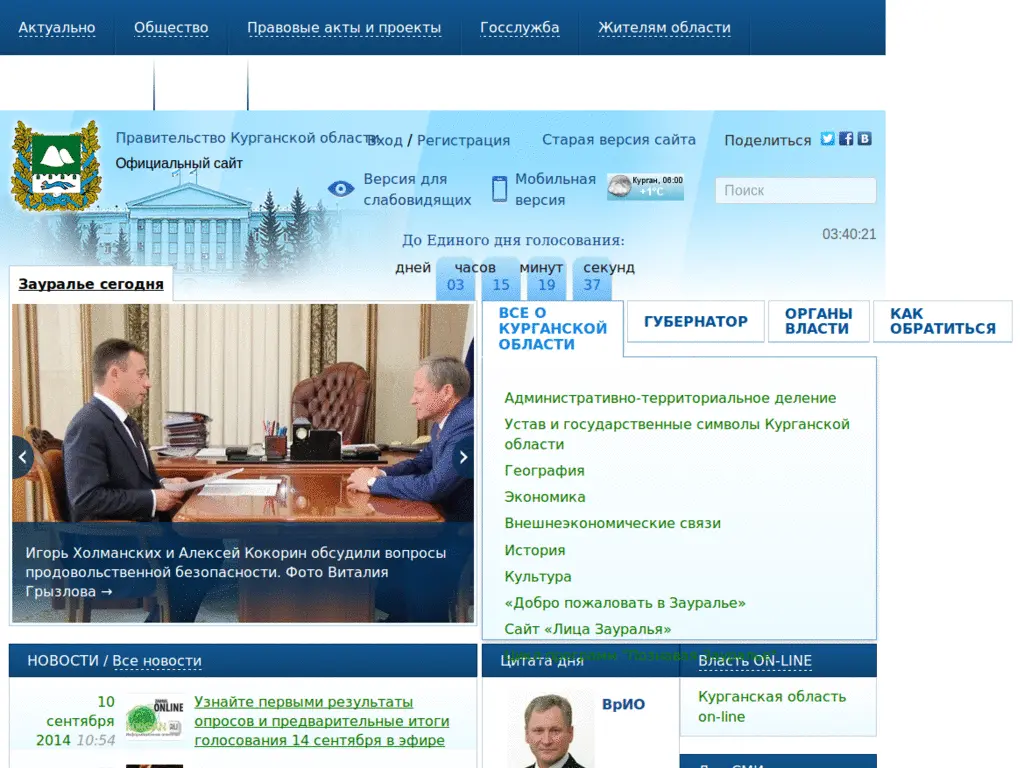 Актуально
Общество
Правовые акты и проекты
Госслужба
Жителям области
Правительство Курганской области
Официальный сайт
Вход / Регистрация
Старая версия сайта
Поделиться
Версия для
слабовидящих
Мобильная
версия
Курган, 06:00
+1°C
Поиск
03:40:21
До Единого дня голосования:
дней часов минут секунд
03 15 19 37
Зауралье сегодня
Игорь Холманских и Алексей Кокорин обсудили вопросы
продовольственной безопасности. Фото Виталия
Грызлова →
ВСЕ О
КУРГАНСКОЙ
ОБЛАСТИ
ГУБЕРНАТОР
ОРГАНЫ
ВЛАСТИ
КАК
ОБРАТИТЬСЯ
Административно-территориальное деление
Устав и государственные символы Курганской
области
География
Экономика
Внешнеэкономические связи
История
Культура
«Добро пожаловать в Зауралье»
Сайт «Лица Зауралья»
НОВОСТИ / Все новости
10
сентября
2014 10:54
ONLINE
Узнайте первыми результаты
опросов и предварительные итоги
голосования 14 сентября в эфире
Цитата дня
ВрИО
Власть ON-LINE
Курганская область
on-line